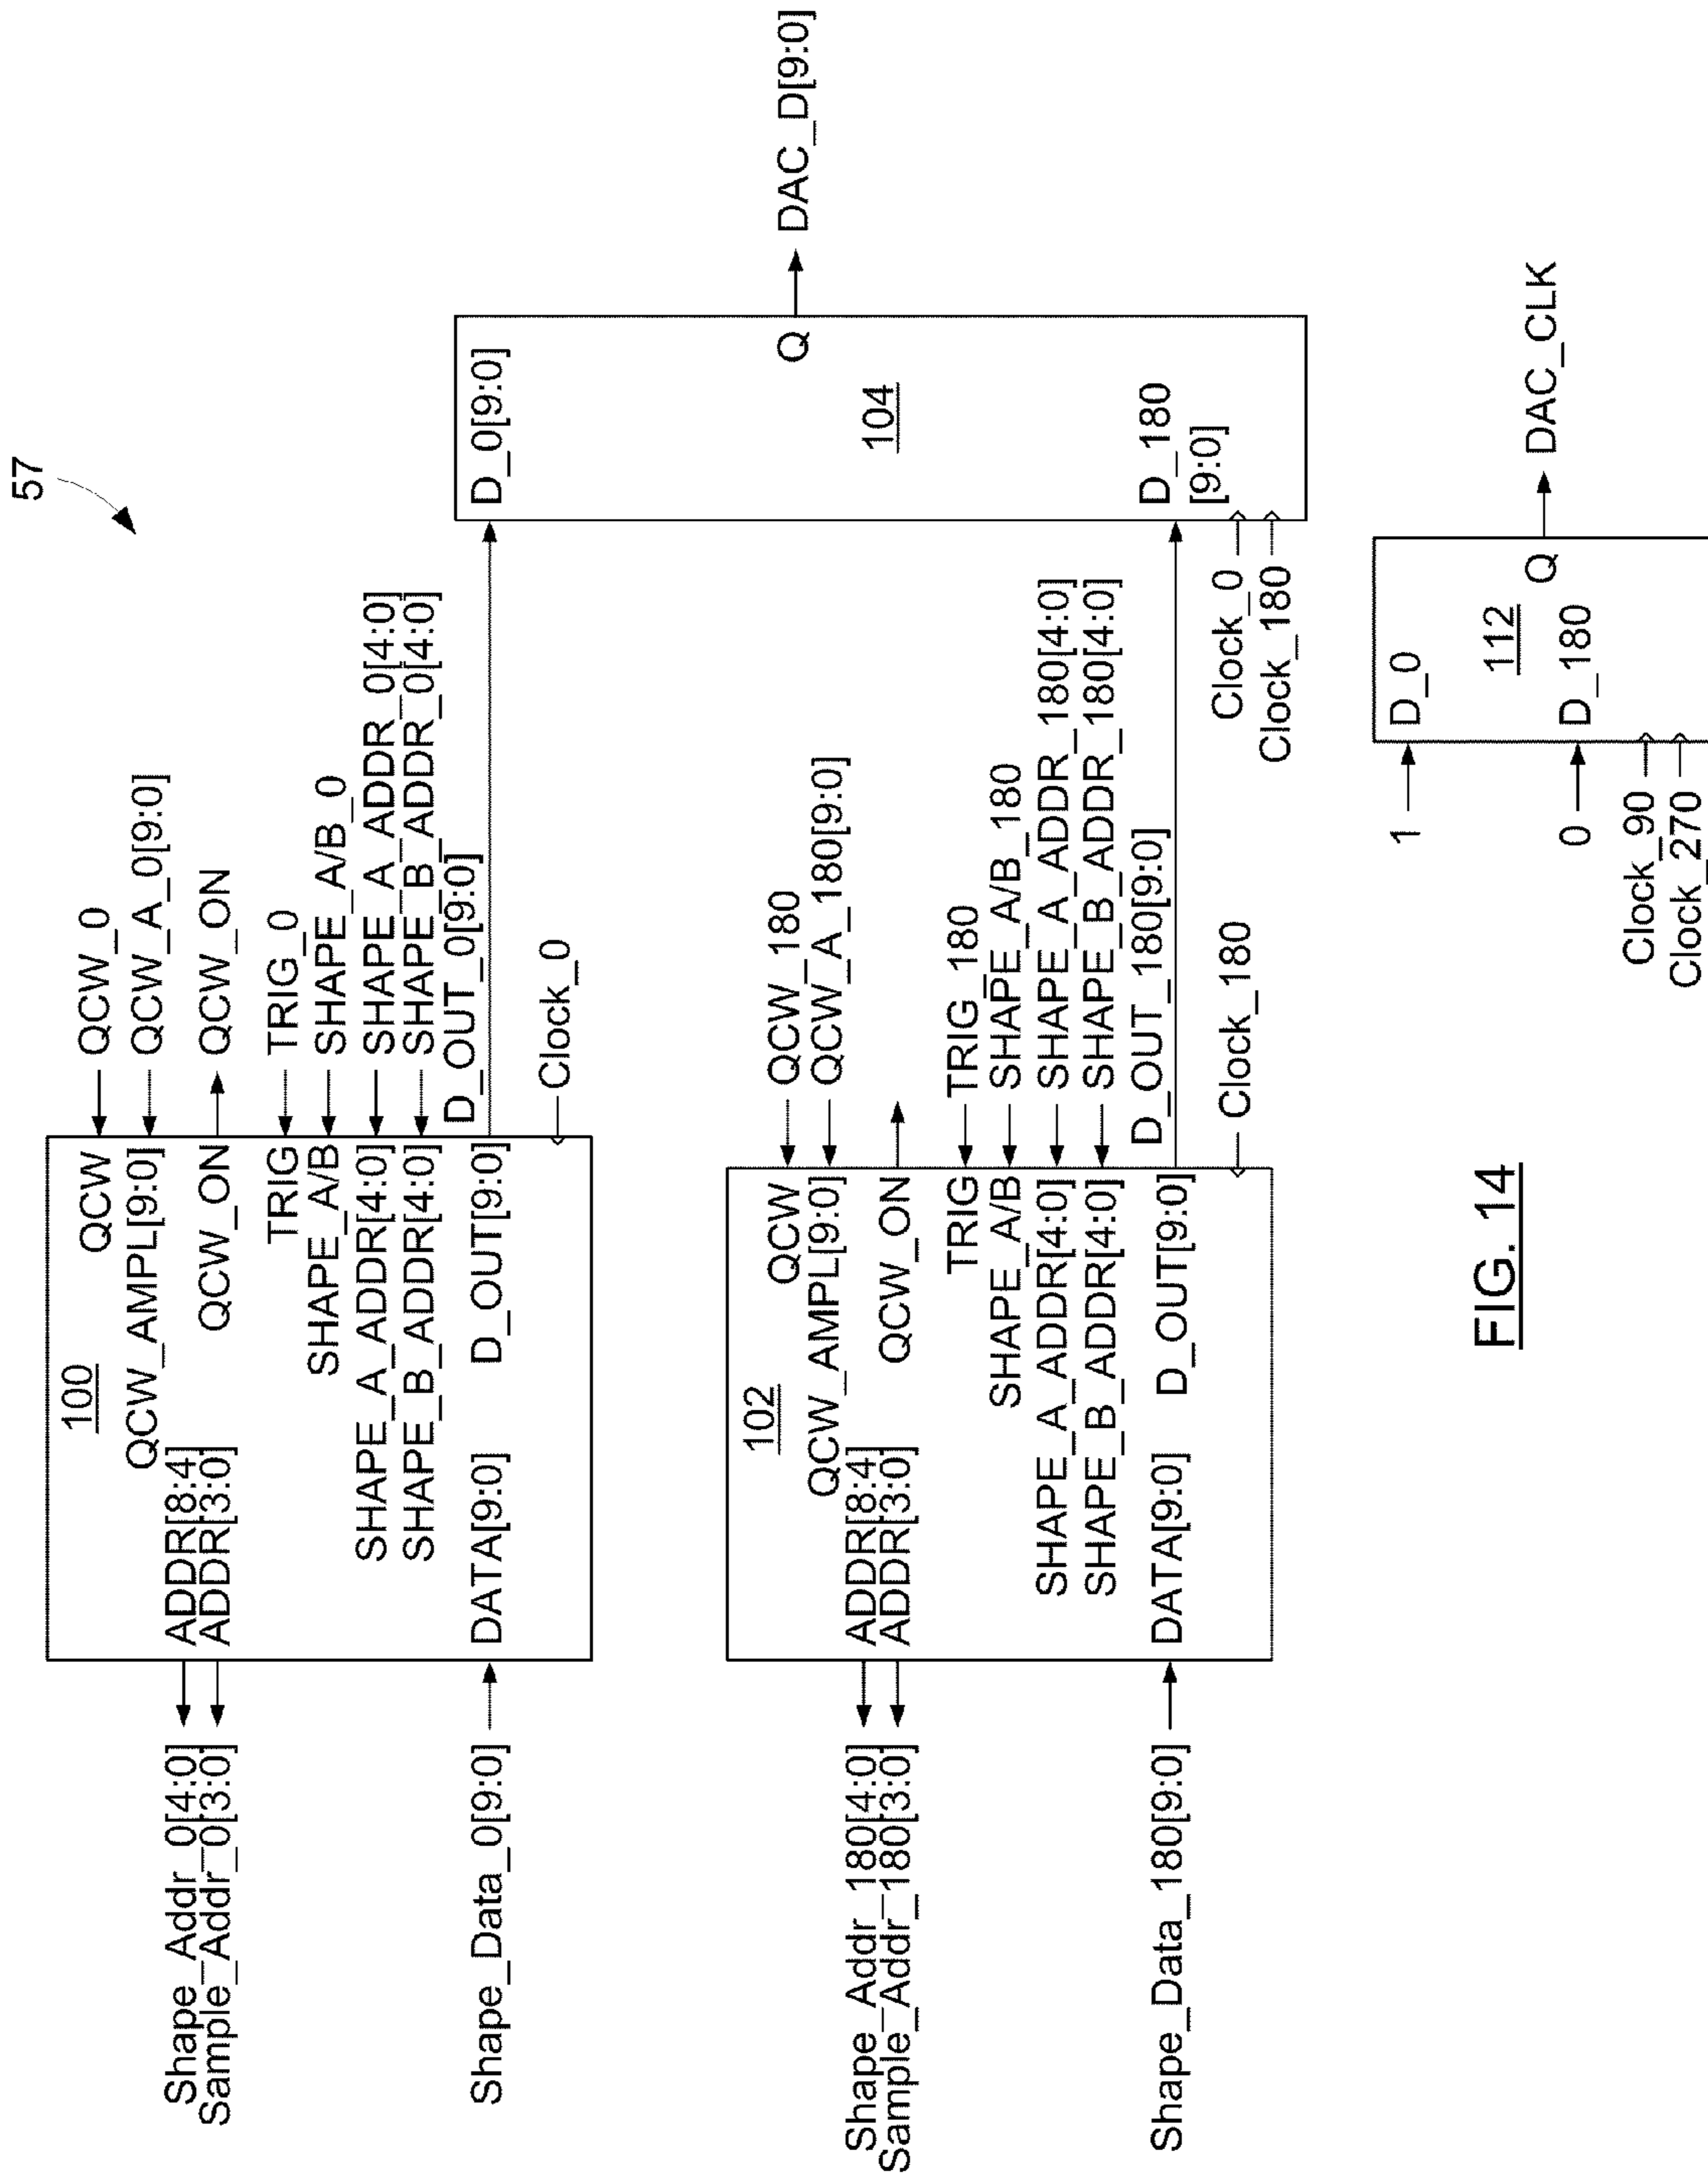 57
100
QCW
QCW_0
QCW_AMPL[9:0]
QCW_A_0[9:0]
Shape_Addr_0[4:0]
ADDR[8:4]
Sample_Addr_0[3:0]
ADDR[3:0]
QCW_ON
QCW_ON
TRIG
TRIG_0
SHAPE_A/B
SHAPE_A/B_0
SHAPE_A_ADDR[4:0]
SHAPE_A_ADDR_0[4:0]
SHAPE_B_ADDR[4:0]
SHAPE_B_ADDR_0[4:0]
D_OUT_0[9:0]
Shape_Data_0[9:0]
DATA[9:0]
D_OUT[9:0]
Clock_0
D_0[9:0]
Q
DAC_D[9:0]
104
D_180
[9:0]
Clock_0
Clock_180
102
QCW
QCW_180
QCW_AMPL[9:0]
QCW_A_180[9:0]
Shape_Addr_180[4:0]
ADDR[8:4]
Sample_Addr_180[3:0]
ADDR[3:0]
QCW_ON
TRIG
TRIG_180
SHAPE_A/B
SHAPE_A/B_180
SHAPE_A_ADDR[4:0]
SHAPE_A_ADDR_180[4:0]
SHAPE_B_ADDR[4:0]
SHAPE_B_ADDR_180[4:0]
D_OUT_180[9:0]
Shape_Data_180[9:0]
DATA[9:0]
D_OUT[9:0]
Clock_180
1
D_0
112
Q
DAC_CLK
0
D_180
Clock_90
Clock_270
FIG. 14